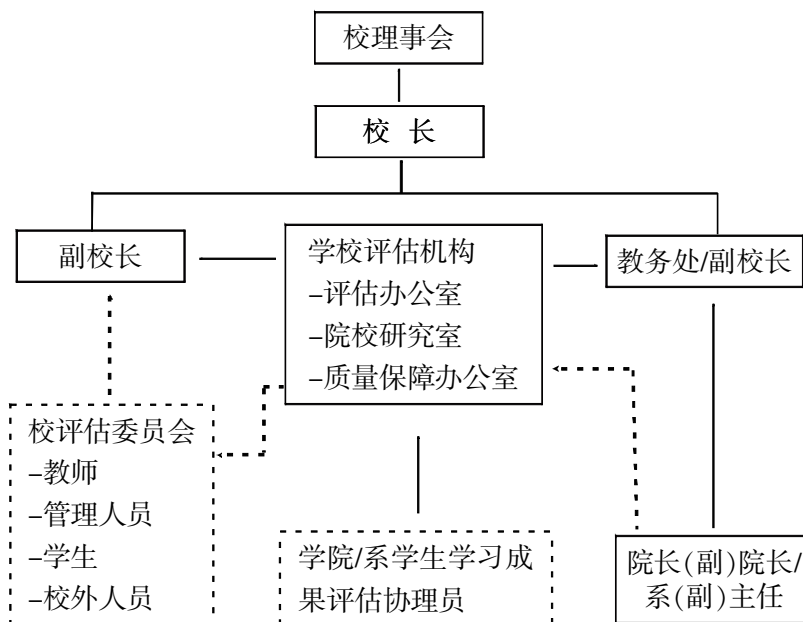 校理事会
校 长
副校长
学校评估机构
–评估办公室
–院校研究室
–质量保障办公室
教务处/副校长
校评估委员会
–教师
–管理人员
–学生
–校外人员
学院/系学生学习成
果评估协理员
院长(副)院长/
系(副)主任